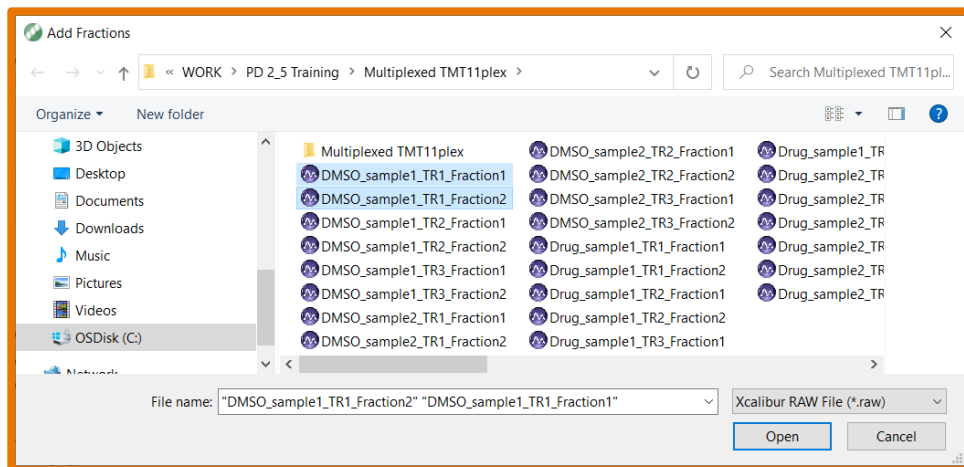 Add Fractions
« WORK > PD 2_5 Training > Multiplexed TMT11plex >
Search Multiplexed TMT11pl...
Organize
New folder
3D Objects
Desktop
Documents
Downloads
Music
Pictures
Videos
OSDisk (C:)
Network
Multiplexed TMT11plex
DMSO_sample1_TR1_Fraction1
DMSO_sample1_TR1_Fraction2
DMSO_sample1_TR2_Fraction1
DMSO_sample1_TR2_Fraction2
DMSO_sample1_TR3_Fraction1
DMSO_sample1_TR3_Fraction2
DMSO_sample2_TR1_Fraction1
DMSO_sample2_TR1_Fraction2
DMSO_sample2_TR2_Fraction1
DMSO_sample2_TR2_Fraction2
DMSO_sample2_TR3_Fraction1
DMSO_sample2_TR3_Fraction2
Drug_sample1_TR1_Fraction1
Drug_sample1_TR1_Fraction2
Drug_sample1_TR2_Fraction1
Drug_sample1_TR2_Fraction2
Drug_sample1_TR3_Fraction1
Drug_sample1_TR
Drug_sample2_TR
Drug_sample2_TR
Drug_sample2_TR
Drug_sample2_TR
Drug_sample2_TR
Drug_sample2_TR
File name: "DMSO_sample1_TR1_Fraction2" "DMSO_sample1_TR1_Fraction1"
Xcalibur RAW File (*.raw)
Open
Cancel